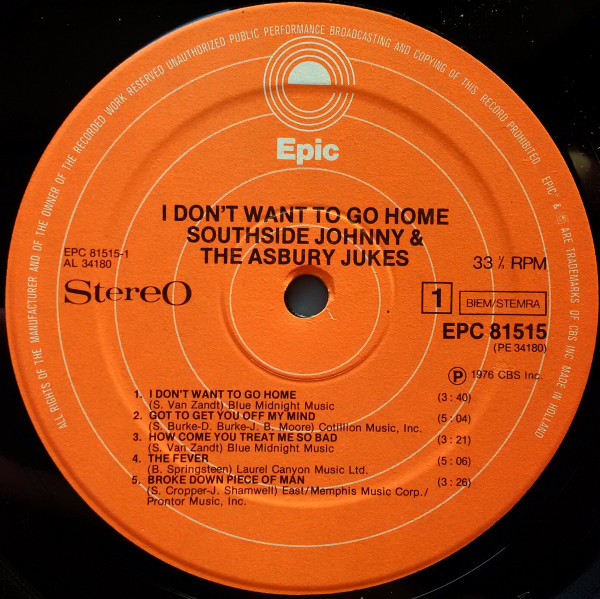 ALL RIGHTS OF THE MANUFACTURER AND OF THE OWNER OF THE RECORDED WORK RESERVED UNAUTHORIZED PUBLIC PERFORMANCE BROADCASTING AND COPYING OF THIS RECORD PROHIBITED. EPIC, & ® ARE TRADEMARKS OF CBS INC. MADE IN HOLLAND
Epic
I DON'T WANT TO GO HOME
SOUTHSIDE JOHNNY &
THE ASBURY JUKES
EPC 81515-1
AL 34180
33⅓ RPM
Stereo
1
BIEM/STEMRA
EPC 81515
(PE 34180)
℗ 1976 CBS Inc.
1. I DON'T WANT TO GO HOME (3:40)
(S. Van Zandt) Blue Midnight Music
2. GOT TO GET YOU OFF MY MIND (5:04)
(S. Burke-D. Burke-J. B. Moore) Cotillion Music, Inc.
3. HOW COME YOU TREAT ME SO BAD (3:21)
(S. Van Zandt) Blue Midnight Music
4. THE FEVER (5:06)
(B. Springsteen) Laurel Canyon Music Ltd.
5. BROKE DOWN PIECE OF MAN (3:26)
(S. Cropper-J. Shamwell) East/Memphis Music Corp./
Prontor Music, Inc.